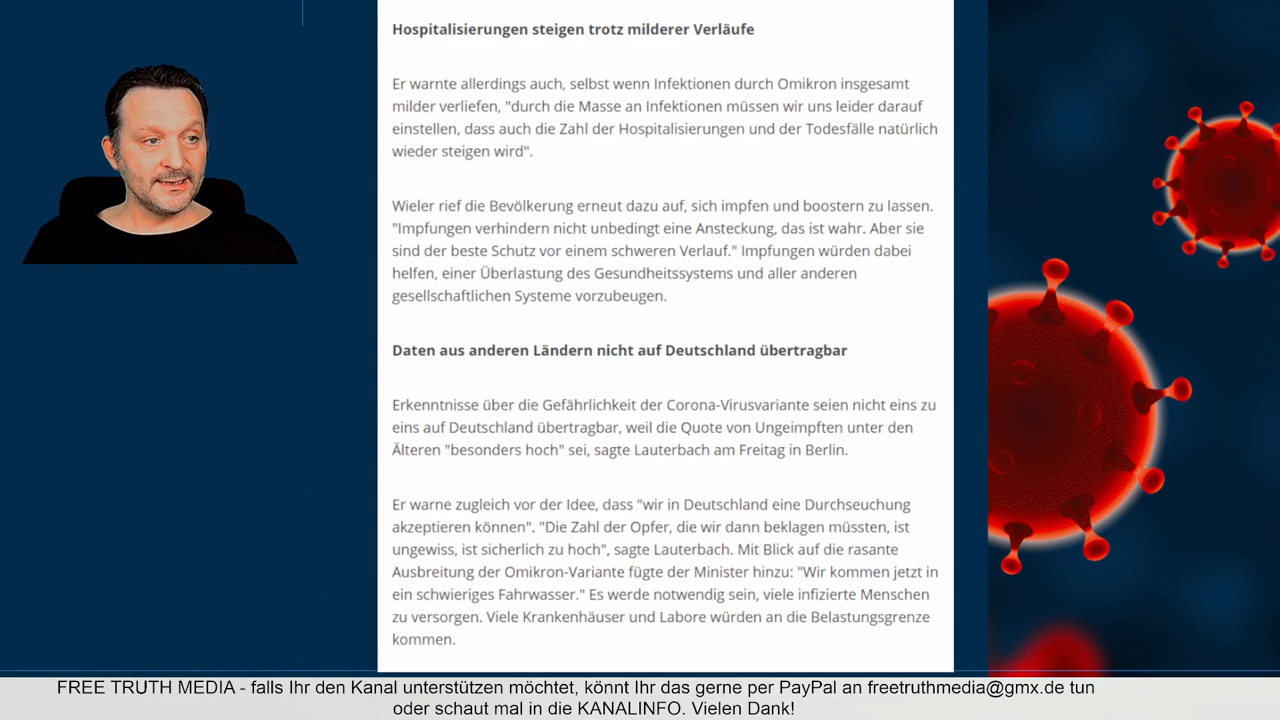 Hospitalisierungen steigen trotz milderer Verläufe
Er warnte allerdings auch, selbst wenn Infektionen durch Omikron insgesamt
milder verliefen, "durch die Masse an Infektionen müssen wir uns leider darauf
einstellen, dass auch die Zahl der Hospitalisierungen und der Todesfälle natürlich
wieder steigen wird".
Wieler rief die Bevölkerung erneut dazu auf, sich impfen und boostern zu lassen.
"Impfungen verhindern nicht unbedingt eine Ansteckung, das ist wahr. Aber sie
sind der beste Schutz vor einem schweren Verlauf." Impfungen würden dabei
helfen, einer Überlastung des Gesundheitssystems und aller anderen
gesellschaftlichen Systeme vorzubeugen.
Daten aus anderen Ländern nicht auf Deutschland übertragbar
Erkenntnisse über die Gefährlichkeit der Corona-Virusvariante seien nicht eins zu
eins auf Deutschland übertragbar, weil die Quote von Ungeimpften unter den
Älteren "besonders hoch" sei, sagte Lauterbach am Freitag in Berlin.
Er warne zugleich vor der Idee, dass "wir in Deutschland eine Durchseuchung
akzeptieren können". "Die Zahl der Opfer, die wir dann beklagen müssten, ist
ungewiss, ist sicherlich zu hoch", sagte Lauterbach. Mit Blick auf die rasante
Ausbreitung der Omikron-Variante fügte der Minister hinzu: "Wir kommen jetzt in
ein schwieriges Fahrwasser." Es werde notwendig sein, viele infizierte Menschen
zu versorgen. Viele Krankenhäuser und Labore würden an die Belastungsgrenze
kommen.
FREE TRUTH MEDIA - falls Ihr den Kanal unterstützen möchtet, könnt Ihr das gerne per PayPal an freetruthmedia@gmx.de tun
oder schaut mal in die KANALINFO. Vielen Dank!